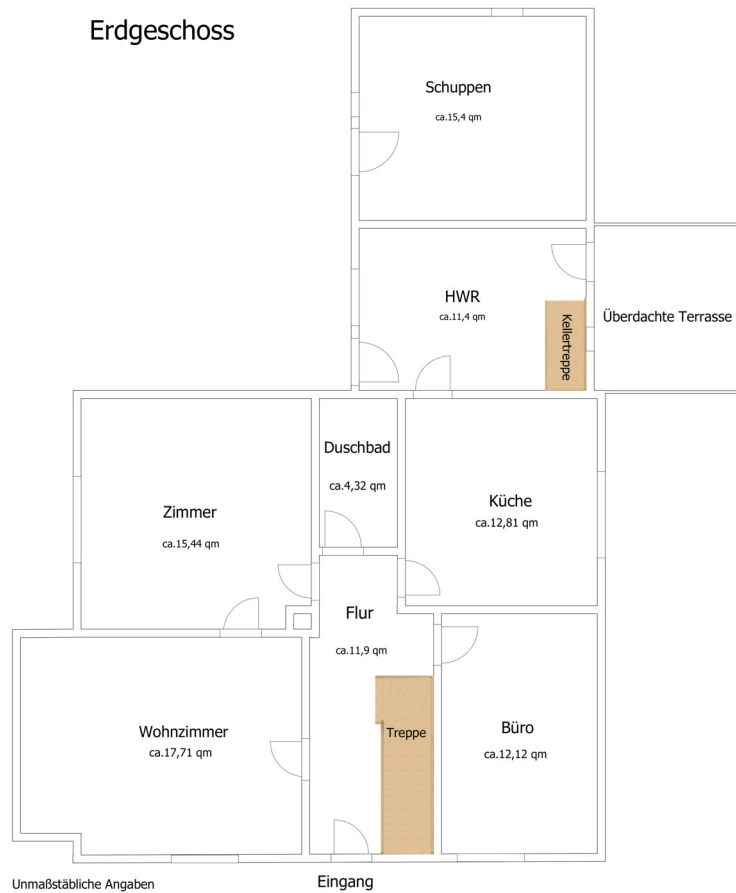 Erdgeschoss
Schuppen
ca.15,4 qm
HWR
ca.11,4 qm
Kellertreppe
Überdachte Terrasse
Duschbad
ca.4,32 qm
Zimmer
ca.15,44 qm
Küche
ca.12,81 qm
Flur
ca.11,9 qm
Wohnzimmer
ca.17,71 qm
Treppe
Büro
ca.12,12 qm
Unmaßstäbliche Angaben
Eingang